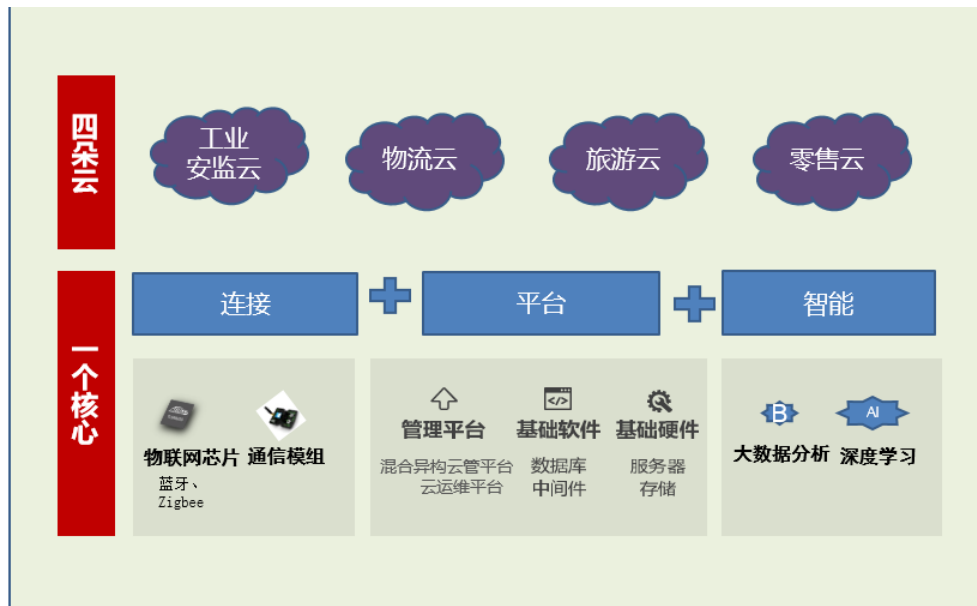 四朵云
工业
安监云
物流云
旅游云
零售云
一个核心
连接
平台
智能
物联网芯片
通信模组
蓝牙、
Zigbee
管理平台
基础软件
基础硬件
混合异构云管平台
云运维平台
数据库
中间件
服务器
存储
B
AI
大数据分析
深度学习